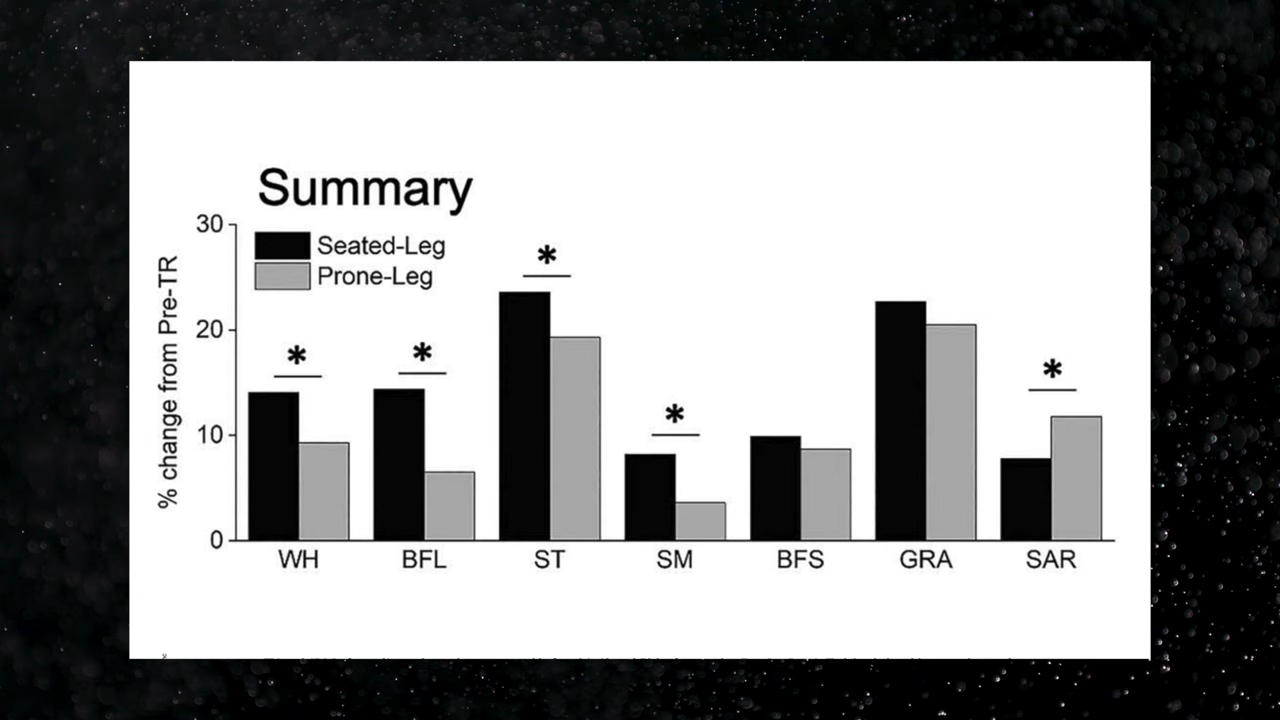 Summary
30
Seated-Leg
*
Prone-Leg
20
* * *
*
10
% change from Pre-TR
0
WH BFL ST SM BFS GRA SAR